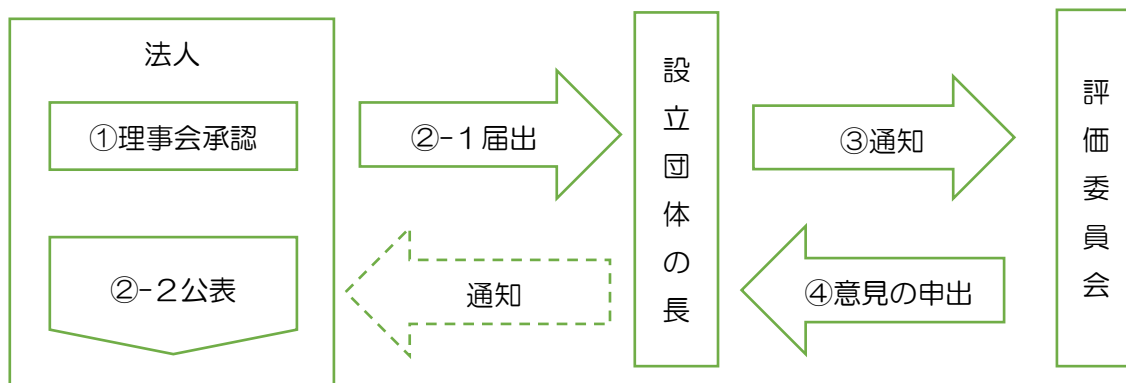 法人
①理事会承認
②-1届出
設立団体の長
③通知
評価委員会
②-2公表
通知
④意見の申出